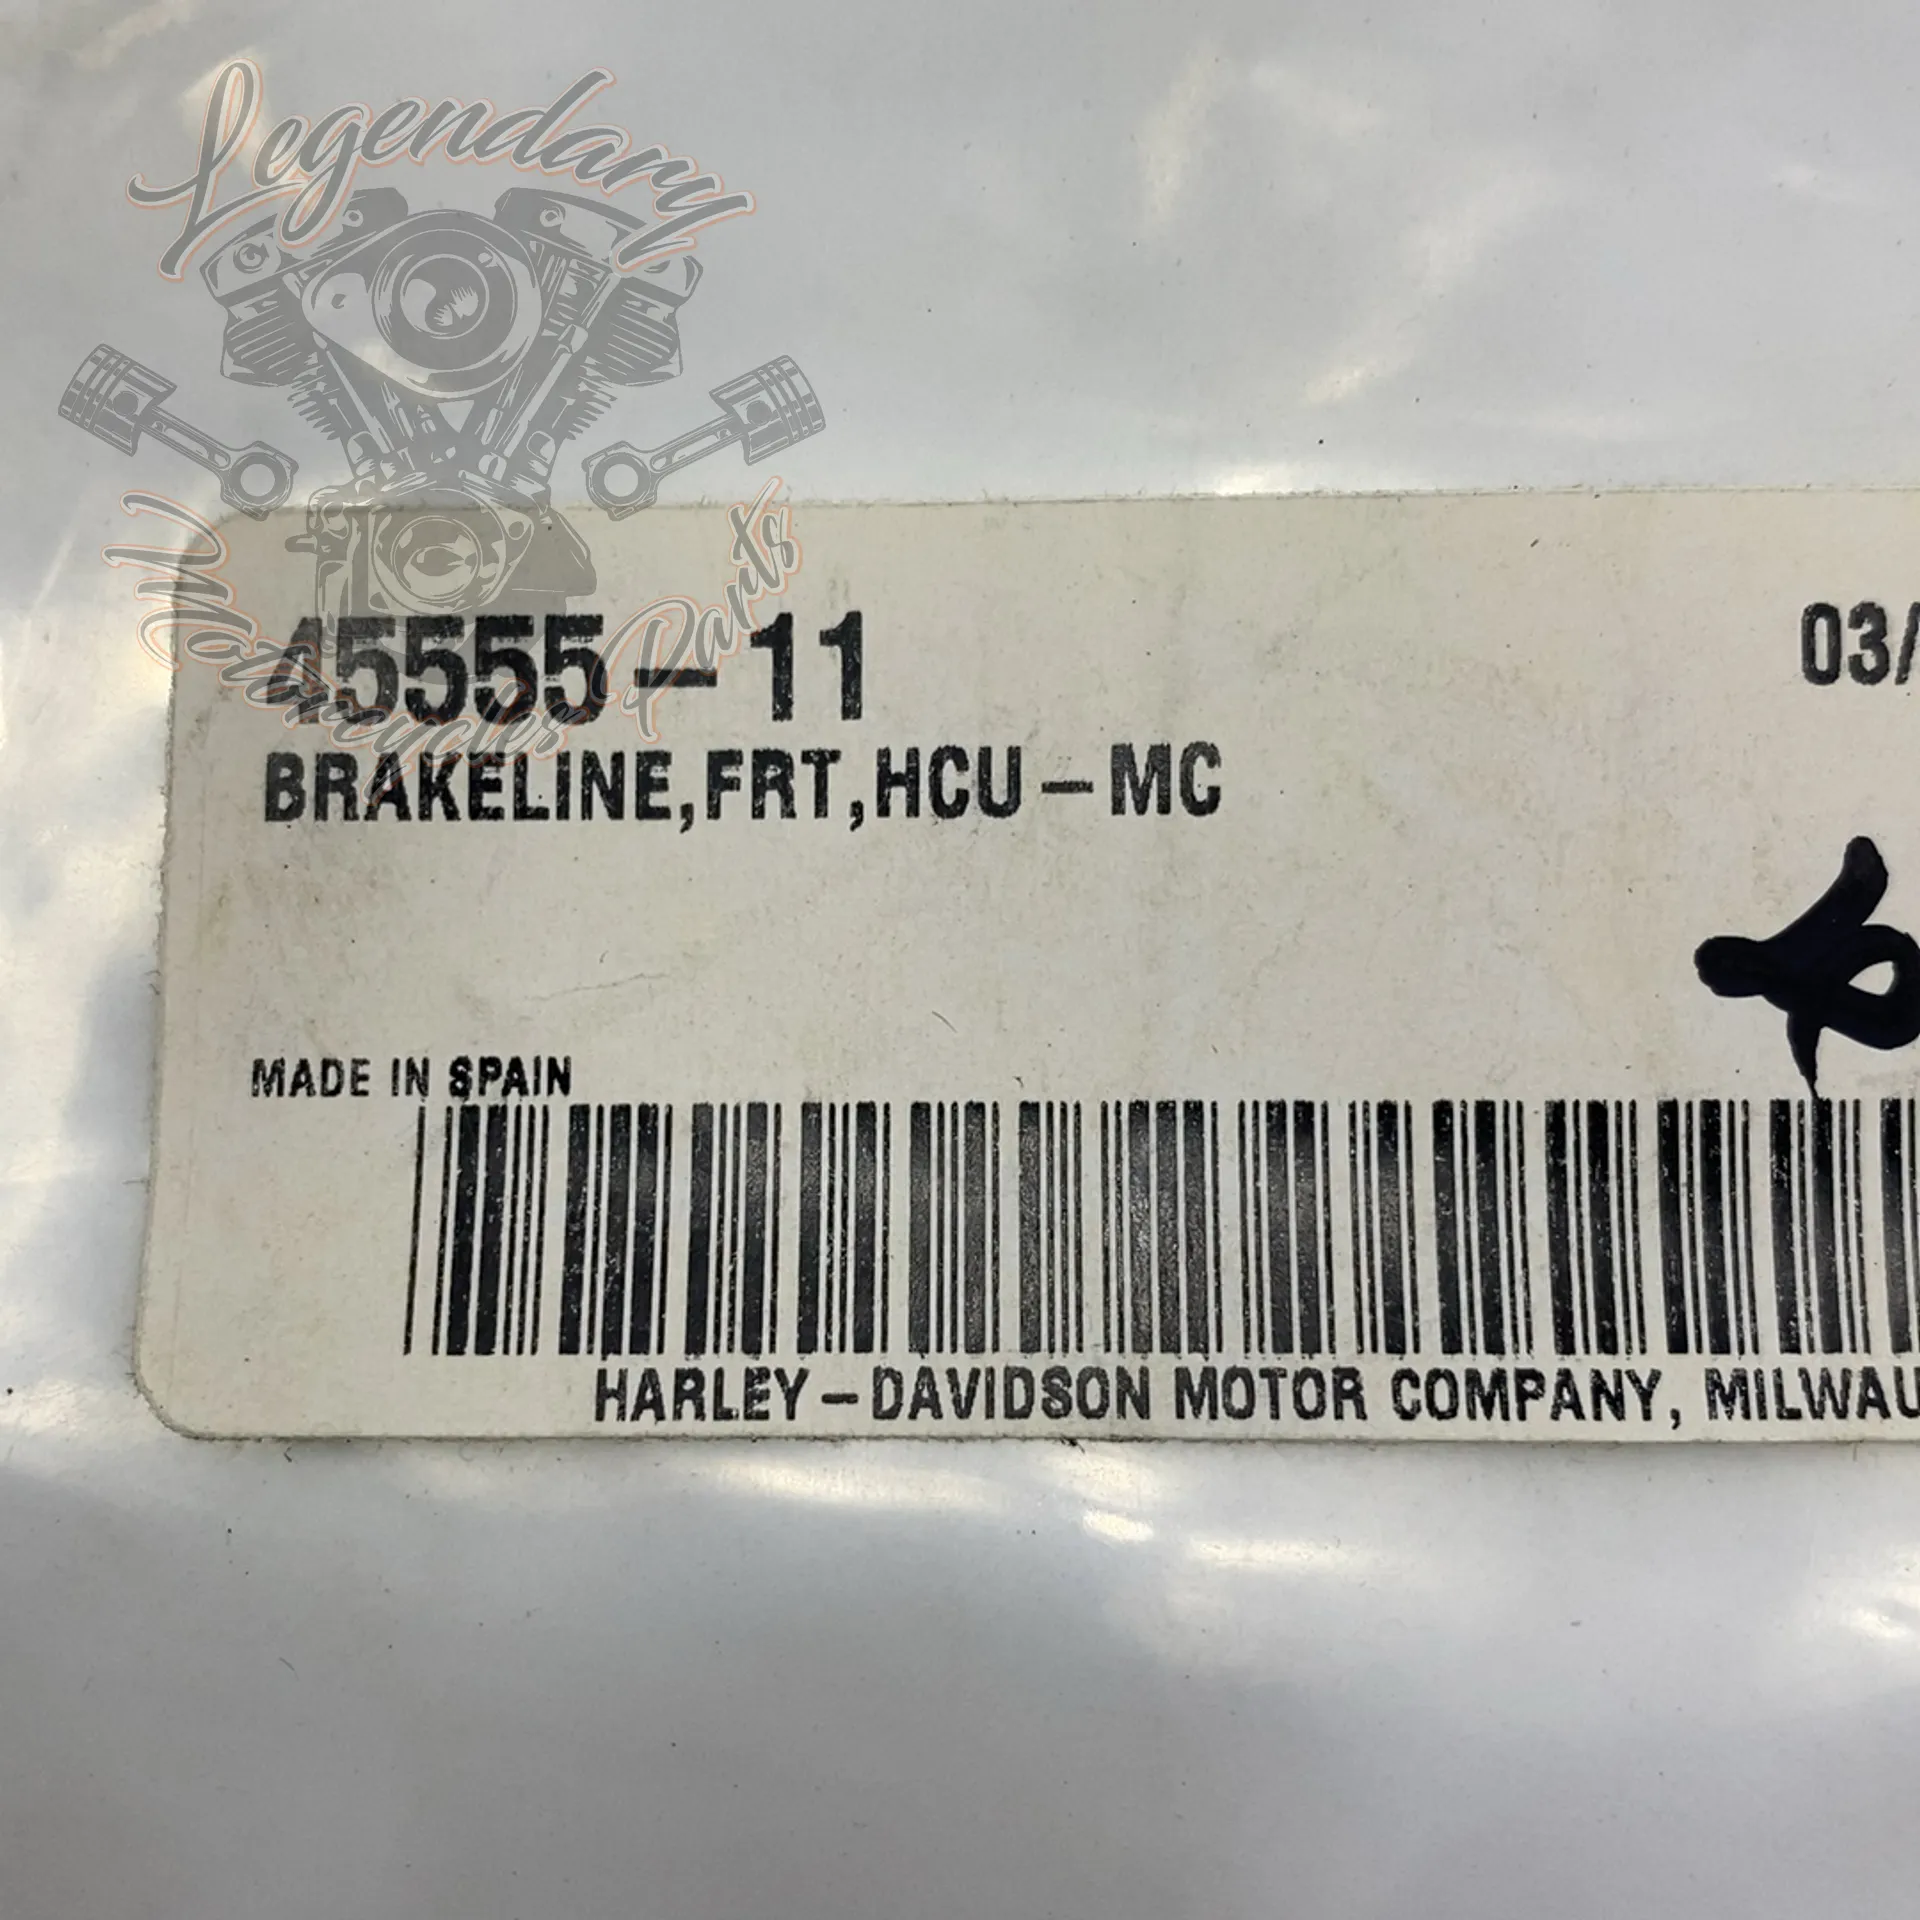 Legendary
Motorcycles Parts
45555-11
03/
BRAKELINE,FRT,HCU-MC
MADE IN SPAIN
HARLEY-DAVIDSON MOTOR COMPANY, MILWAU